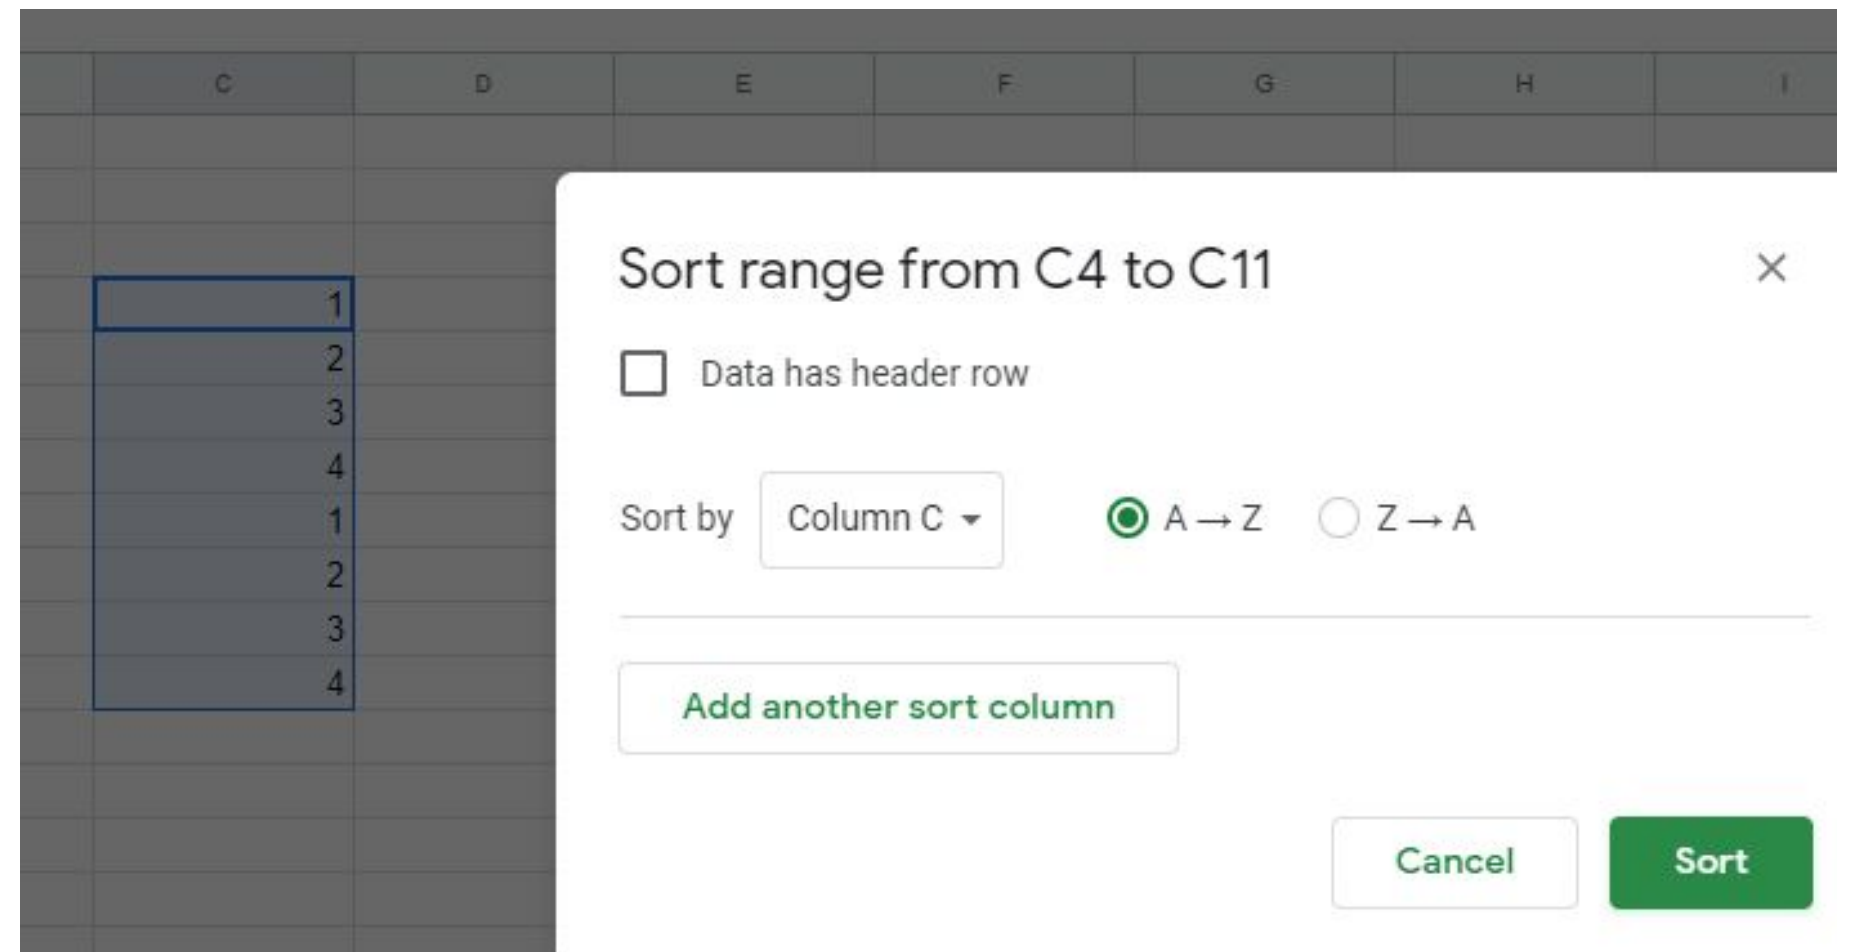 C D E F G H I
Sort range from C4 to C11
1
Data has header row
2
3
4
Sort by Column C A → Z Z → A
1
2
3
4
Add another sort column
Cancel Sort